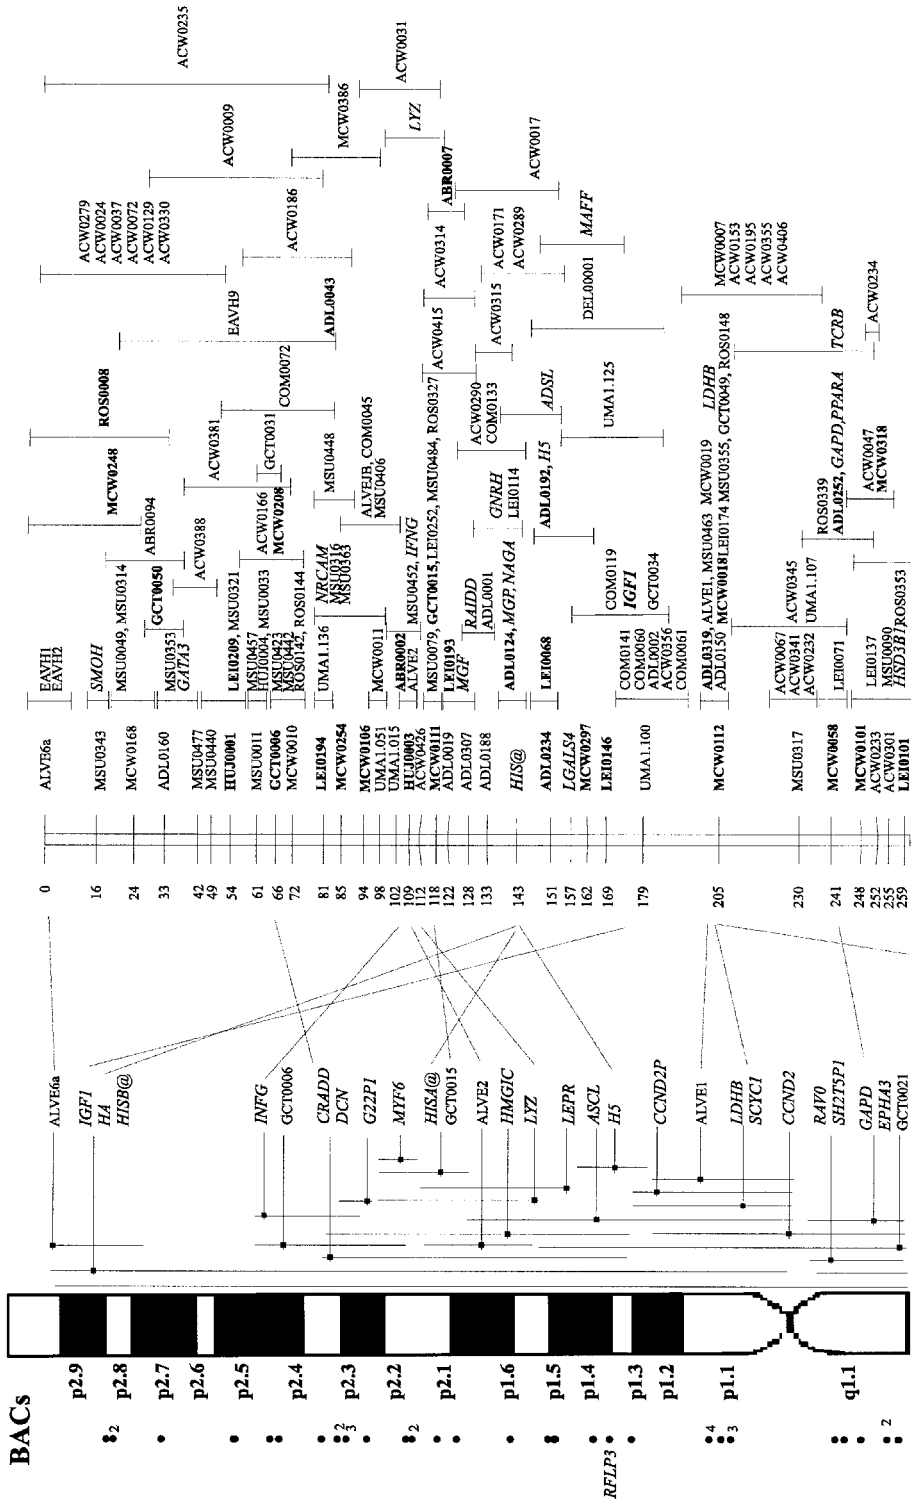 BACs
p2.9
p2.8
p2.7
p2.6
p2.5
p2.4
p2.3
p2.2
p2.1
p1.6
p1.5
p1.4
p1.3
p1.2
p1.1
q1.1
2
2
3
2
RFLP3
4
3
2
ALVE6a
IGF1
HA
HISB@
INFG
GCT0006
CRADD
DCN
G22P1
MYF6
HISA@
GCT0015
ALVE2
HMGIC
LYZ
LEPR
ASCL
H5
CCND2P
ALVE1
LDHB
SCYC1
CCND2
RAV0
SH2T5P1
GAPD
EPHA3
GCT0021
0 ALVE6a
16 MSU0343
24 MCW0168
33 ADL0160
42 MSU0477
49 MSU0440
54 HUJ0001
61 MSU0011
66 GCT0006
72 MCW0010
81 LEI0194
85 MCW0254
94 MCW0106
98 UMA1.051
102 UMA1.015
109 HUJ0003
112 ACW0426
118 MCW0111
122 ADL0019
128 ADL0307
133 ADL0188
143 HIS@
151 ADL0234
157 LGALS4
162 MCW0297
169 LEI0146
179 UMA1.100
205 MCW0112
230 MSU0317
241 MCW0058
248 MCW0101
252 ACW0233
255 ACW0301
259 LEI0101
EAVH1
EAVH2
SMOH
MSU0049, MSU0314
GCT0050
MSU0353
GATA3
LEI0209, MSU0321
MSU0457
HUJ0004, MSU0033
MSU0423
MSU0442
ROS0142, ROS0144
UMA1.136
NRCAM
MSU0316
MSU0363
MCW0011
ABR0002
ALVE2
MSU0452, IFNG
MSU0079, GCT0015, LEI0252, MSU0484, ROS0327
LEI0193
MGF
RAIDD
ADL0001
ADL0124, MGP, NAGA
LEI0068
COM0119
IGF1
GCT0034
COM0141
COM0060
ADL0002
ACW0356
COM0061
ADL0319, ALVE1, MSU0463 MCW0019 LDHB
ADL0150 MCW0018 LEI0174 MSU0355, GCT0049, ROS0148
ACW0067
ACW0341
ACW0232
ACW0345
UMA1.107
LEI0071
LEI0137
MSU0090
HSD3B1 ROS0353
MCW0248
ABR0094
ACW0388
ACW0166
MCW0208
ALVEJB, COM0045
MSU0406
GNRH
LEI0114
ADL0192, H5
ROS0339
ADL0252, GAPD,PPARA
ACW0047
MCW0318
ROS0008
ACW0381
GCT0031
COM0072
MSU0448
ACW0415
ACW0290
COM0133
ADSL
UMA1.125
TCRB
EAVH9
ADL0043
ACW0314
ACW0315
DEL00001
ACW0234
ACW0279
ACW0024
ACW0037
ACW0072
ACW0129
ACW0330
ACW0186
ABR0007
ACW0171
ACW0289
MAFF
MCW0007
ACW0153
ACW0195
ACW0355
ACW0406
ACW0009
MCW0386
LYZ
ACW0017
ACW0235
ACW0031